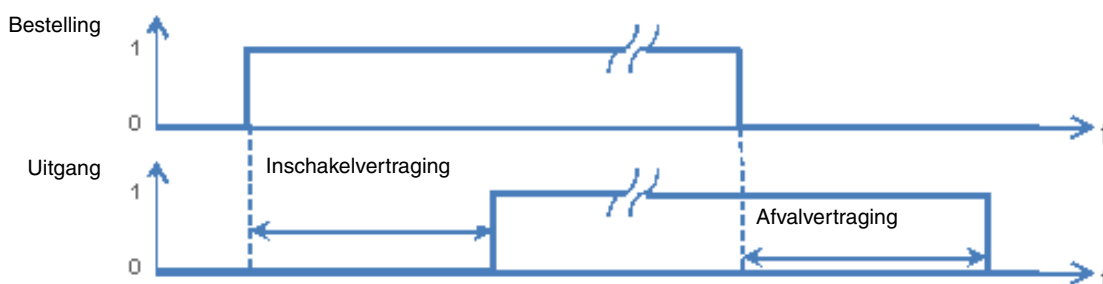 Bestelling
1
0
t
Uitgang
Inschakelvertraging
1
Afvalvertraging
0
t